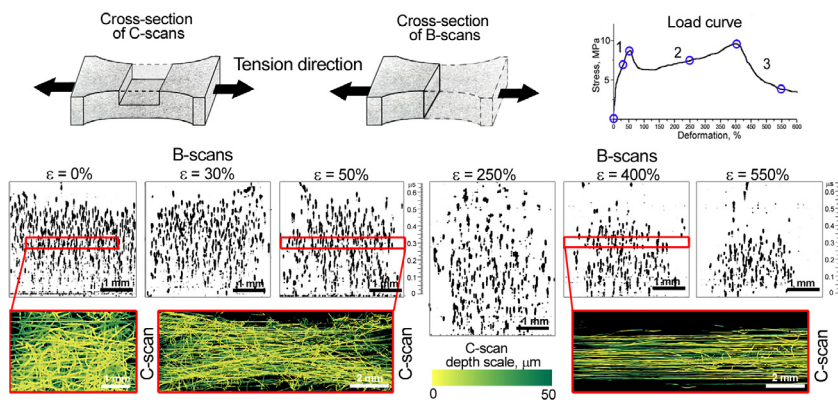 Cross-section
of C-scans
Cross-section
of B-scans
Load curve
Tension direction
Stress, MPa
10
5
1
2
3
0 50 100 150 200 250 300 350 400 450 500 550 600
Deformation, %
B-scans
B-scans
ε = 0%
ε = 30%
ε = 50%
ε = 250%
ε = 400%
ε = 550%
μs
0.6
0.5
0.4
0.3
0.2
0.1
0
μs
0.6
0.5
0.4
0.3
0.2
0.1
0
1 mm
1 mm
1 mm
1 mm
1 mm
1 mm
C-scan
C-scan
C-scan
1 mm
2 mm
2 mm
C-scan
depth scale, μm
0
50